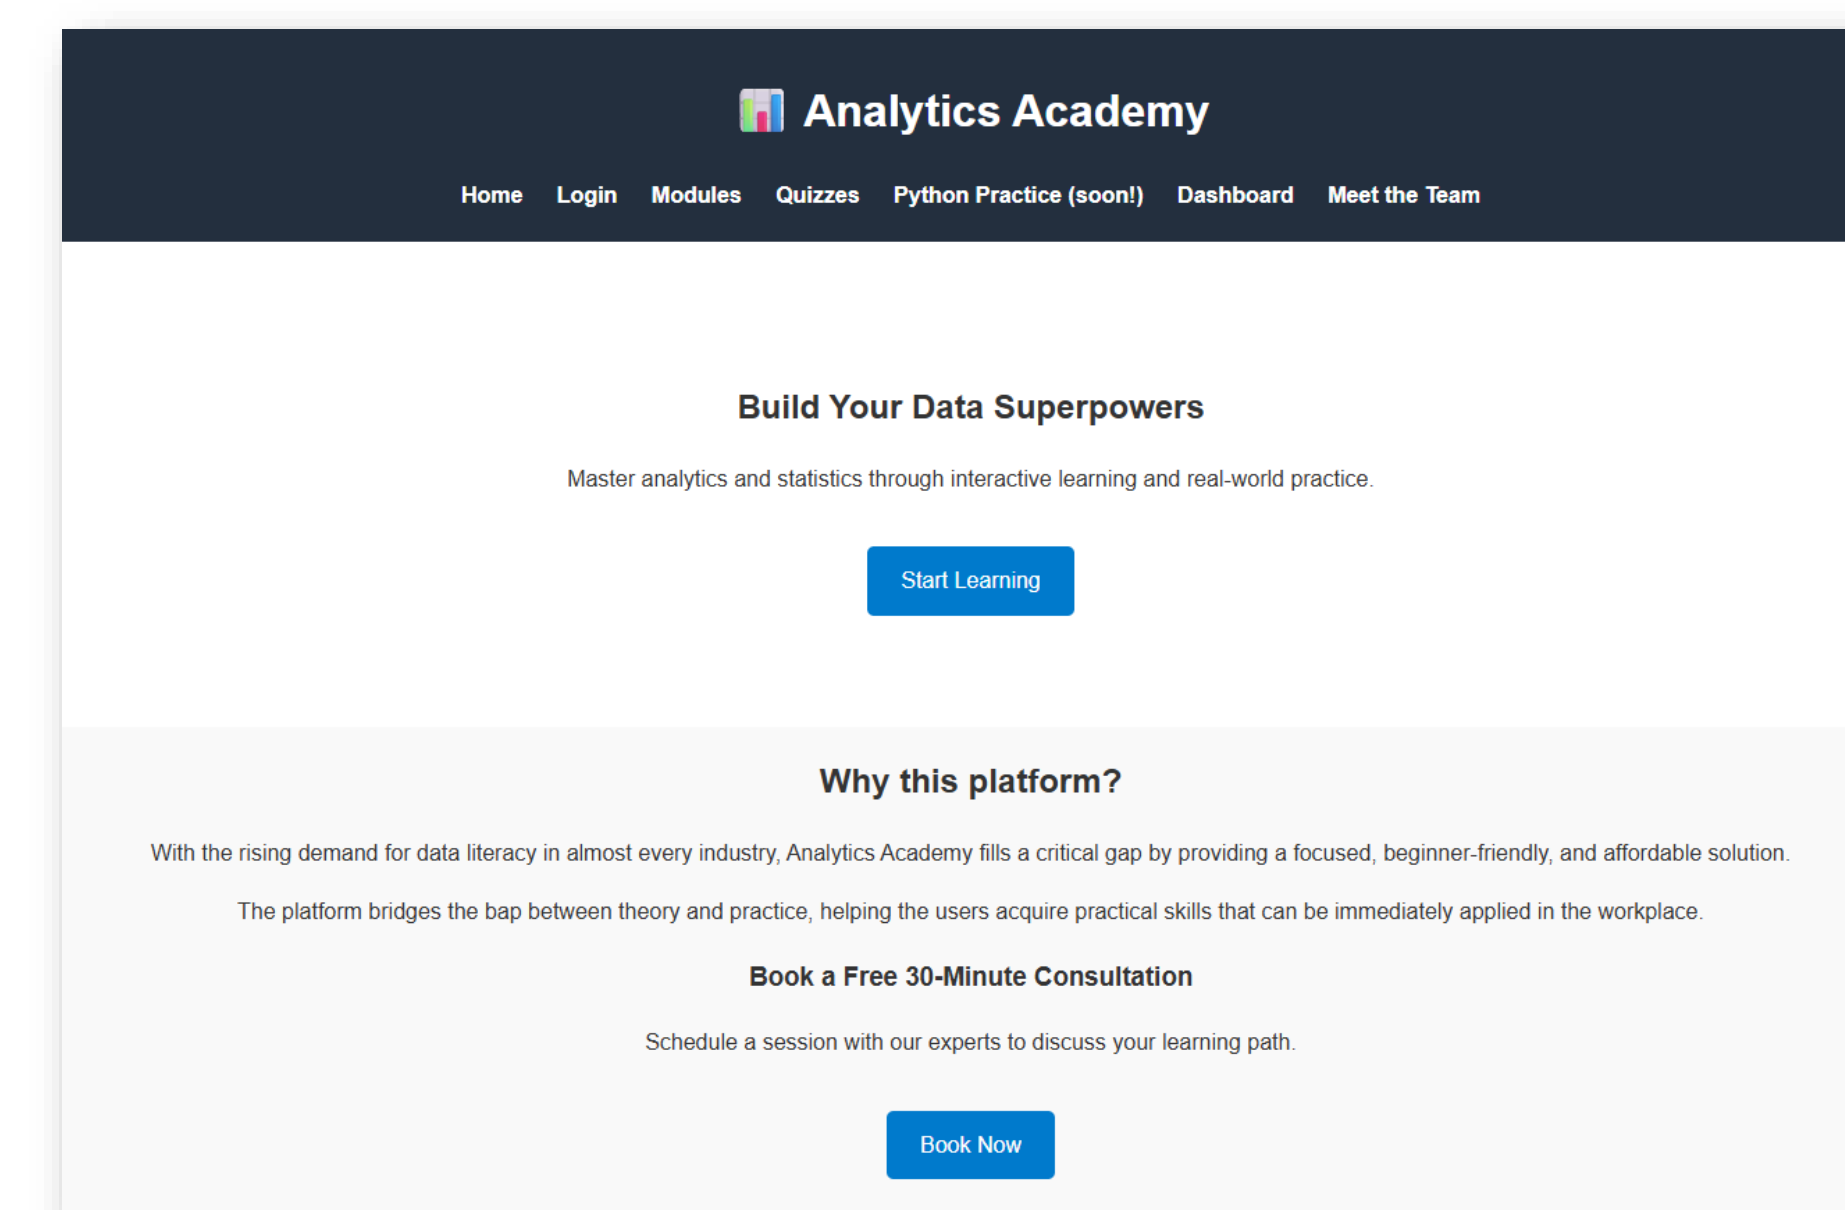 Analytics Academy
Home Login Modules Quizzes Python Practice (soon!) Dashboard Meet the Team
Build Your Data Superpowers
Master analytics and statistics through interactive learning and real-world practice.
Start Learning
Why this platform?
With the rising demand for data literacy in almost every industry, Analytics Academy fills a critical gap by providing a focused, beginner-friendly, and affordable solution.
The platform bridges the bap between theory and practice, helping the users acquire practical skills that can be immediately applied in the workplace.
Book a Free 30-Minute Consultation
Schedule a session with our experts to discuss your learning path.
Book Now